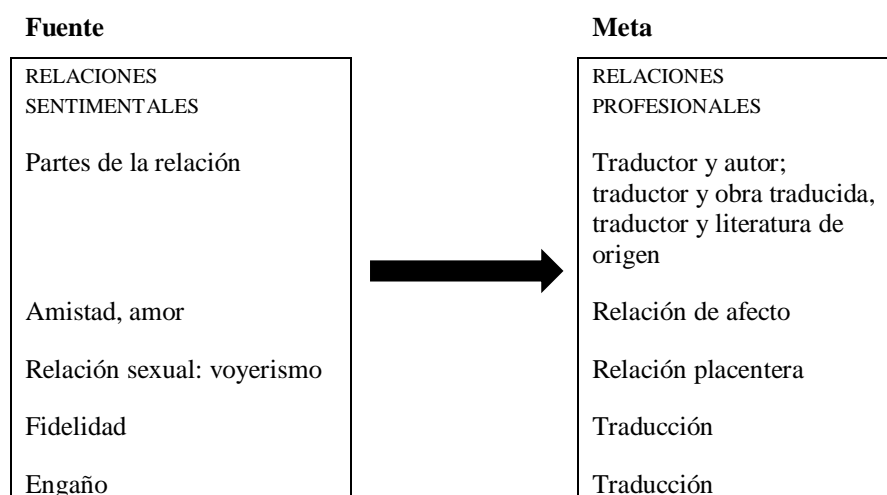 Fuente
Meta
RELACIONES
SENTIMENTALES
RELACIONES
PROFESIONALES
Partes de la relación
Traductor y autor;
traductor y obra traducida,
traductor y literatura de
origen
Amistad, amor
Relación de afecto
Relación sexual: voyerismo
Relación placentera
Fidelidad
Traducción
Engaño
Traducción